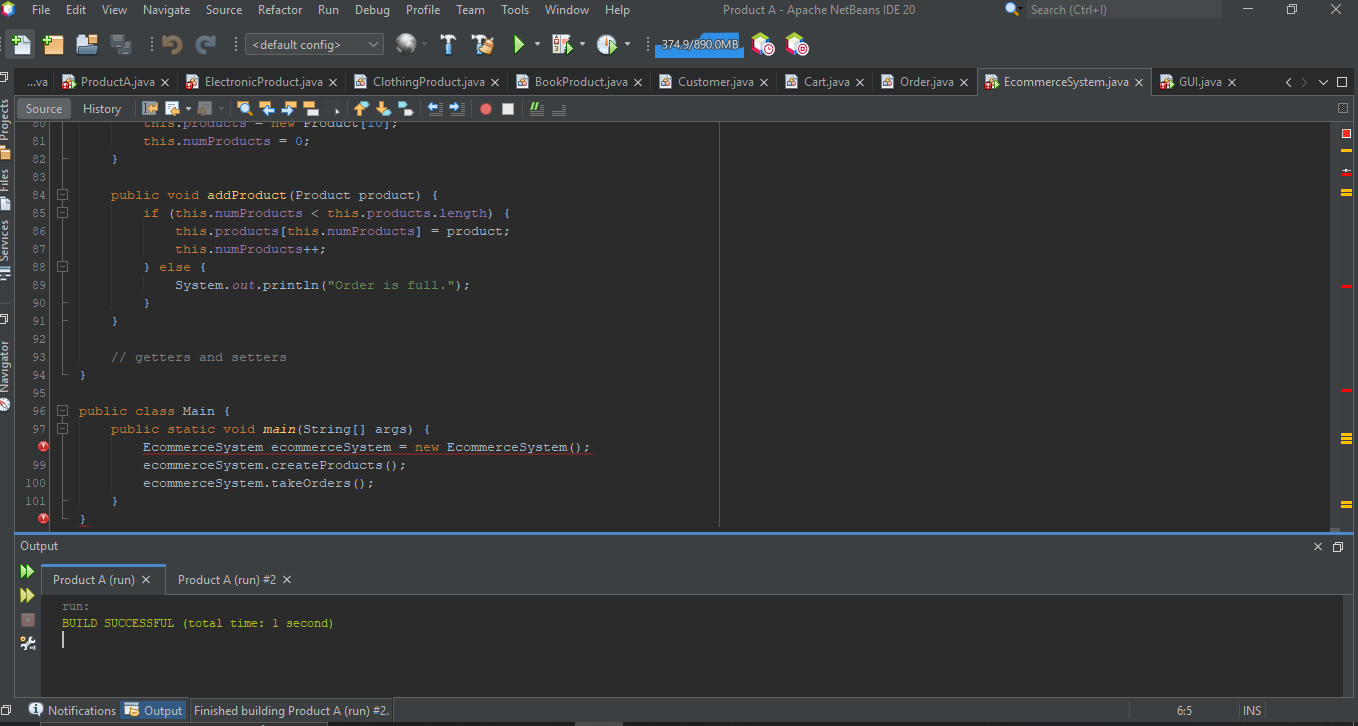 File Edit View Navigate Source Refactor Run Debug Profile Team Tools Window Help Product A - Apache NetBeans IDE 20 Search (Ctrl+I)
<default config> 374.9/890.0MB
...va ProductA.java ElectronicProduct.java ClothingProduct.java BookProduct.java Customer.java Cart.java Order.java EcommerceSystem.java GUI.java
Source History
Projects
Files
Services
Navigator
80 this.products = new Product[10];
81 this.numProducts = 0;
82 }
83
84 public void addProduct(Product product) {
85 if (this.numProducts < this.products.length) {
86 this.products[this.numProducts] = product;
87 this.numProducts++;
88 } else {
89 System.out.println("Order is full.");
90 }
91 }
92
93 // getters and setters
94 }
95
96 public class Main {
97 public static void main(String[] args) {
EcommerceSystem ecommerceSystem = new EcommerceSystem();
99 ecommerceSystem.createProducts();
100 ecommerceSystem.takeOrders();
101 }
}
Output
Product A (run) Product A (run) #2
run:
BUILD SUCCESSFUL (total time: 1 second)
Notifications Output Finished building Product A (run) #2. 6:5 INS